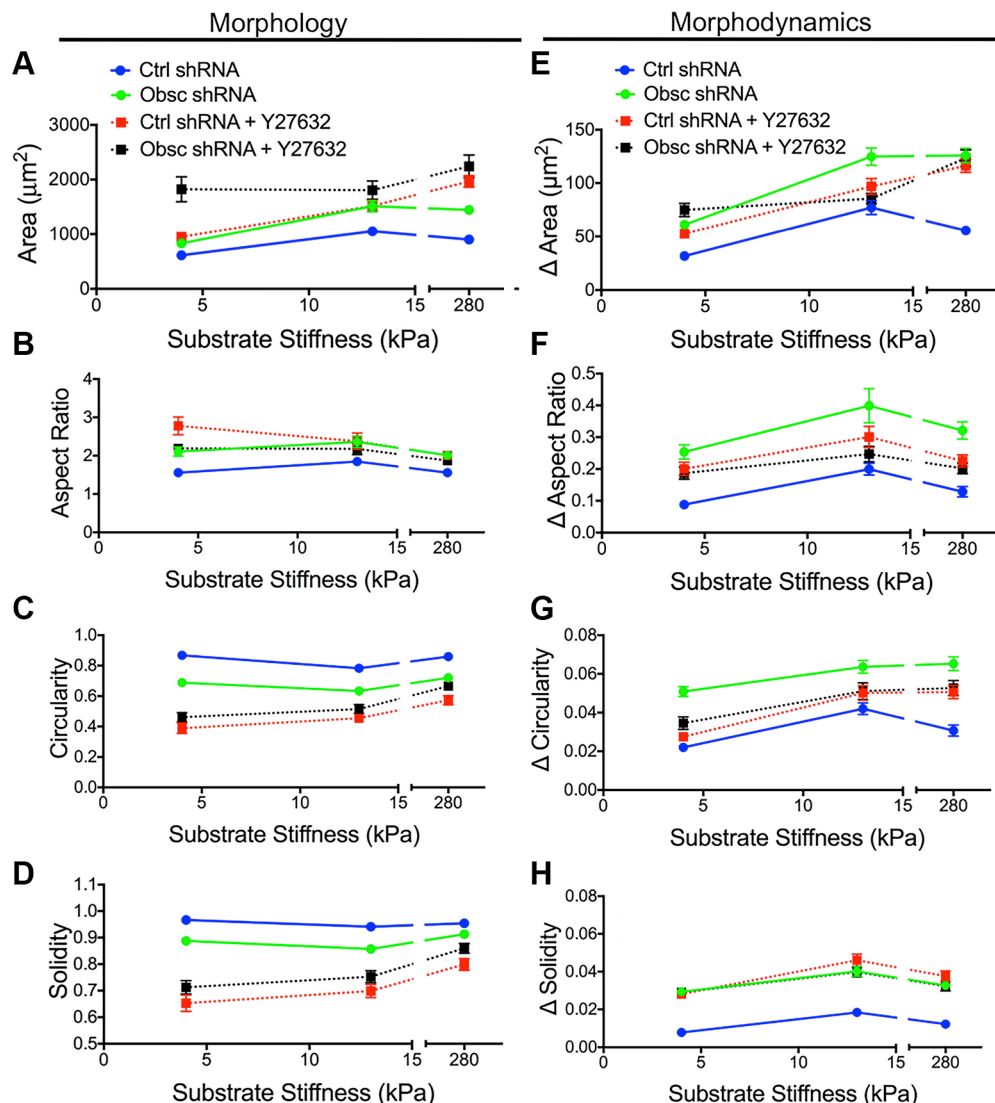 Morphology
A
Ctrl shRNA
Obsc shRNA
Ctrl shRNA + Y27632
Obsc shRNA + Y27632
3000
2000
1000
0
Area (µm²)
0 5 10 15 280
Substrate Stiffness (kPa)
B
4
3
2
1
0
Aspect Ratio
0 5 10 15 280
Substrate Stiffness (kPa)
C
1.0
0.8
0.6
0.4
0.2
0.0
Circularity
0 5 10 15 280
Substrate Stiffness (kPa)
D
1.1
1.0
0.9
0.8
0.7
0.6
0.5
Solidity
0 5 10 15 280
Substrate Stiffness (kPa)
Morphodynamics
E
Ctrl shRNA
Obsc shRNA
Ctrl shRNA + Y27632
Obsc shRNA + Y27632
150
100
50
0
Δ Area (µm²)
0 5 10 15 280
Substrate Stiffness (kPa)
F
0.5
0.4
0.3
0.2
0.1
0.0
Δ Aspect Ratio
0 5 10 15 280
Substrate Stiffness (kPa)
G
0.08
0.06
0.04
0.02
0.00
Δ Circularity
0 5 10 15 280
Substrate Stiffness (kPa)
H
0.08
0.06
0.04
0.02
0.00
Δ Solidity
0 5 10 15 280
Substrate Stiffness (kPa)